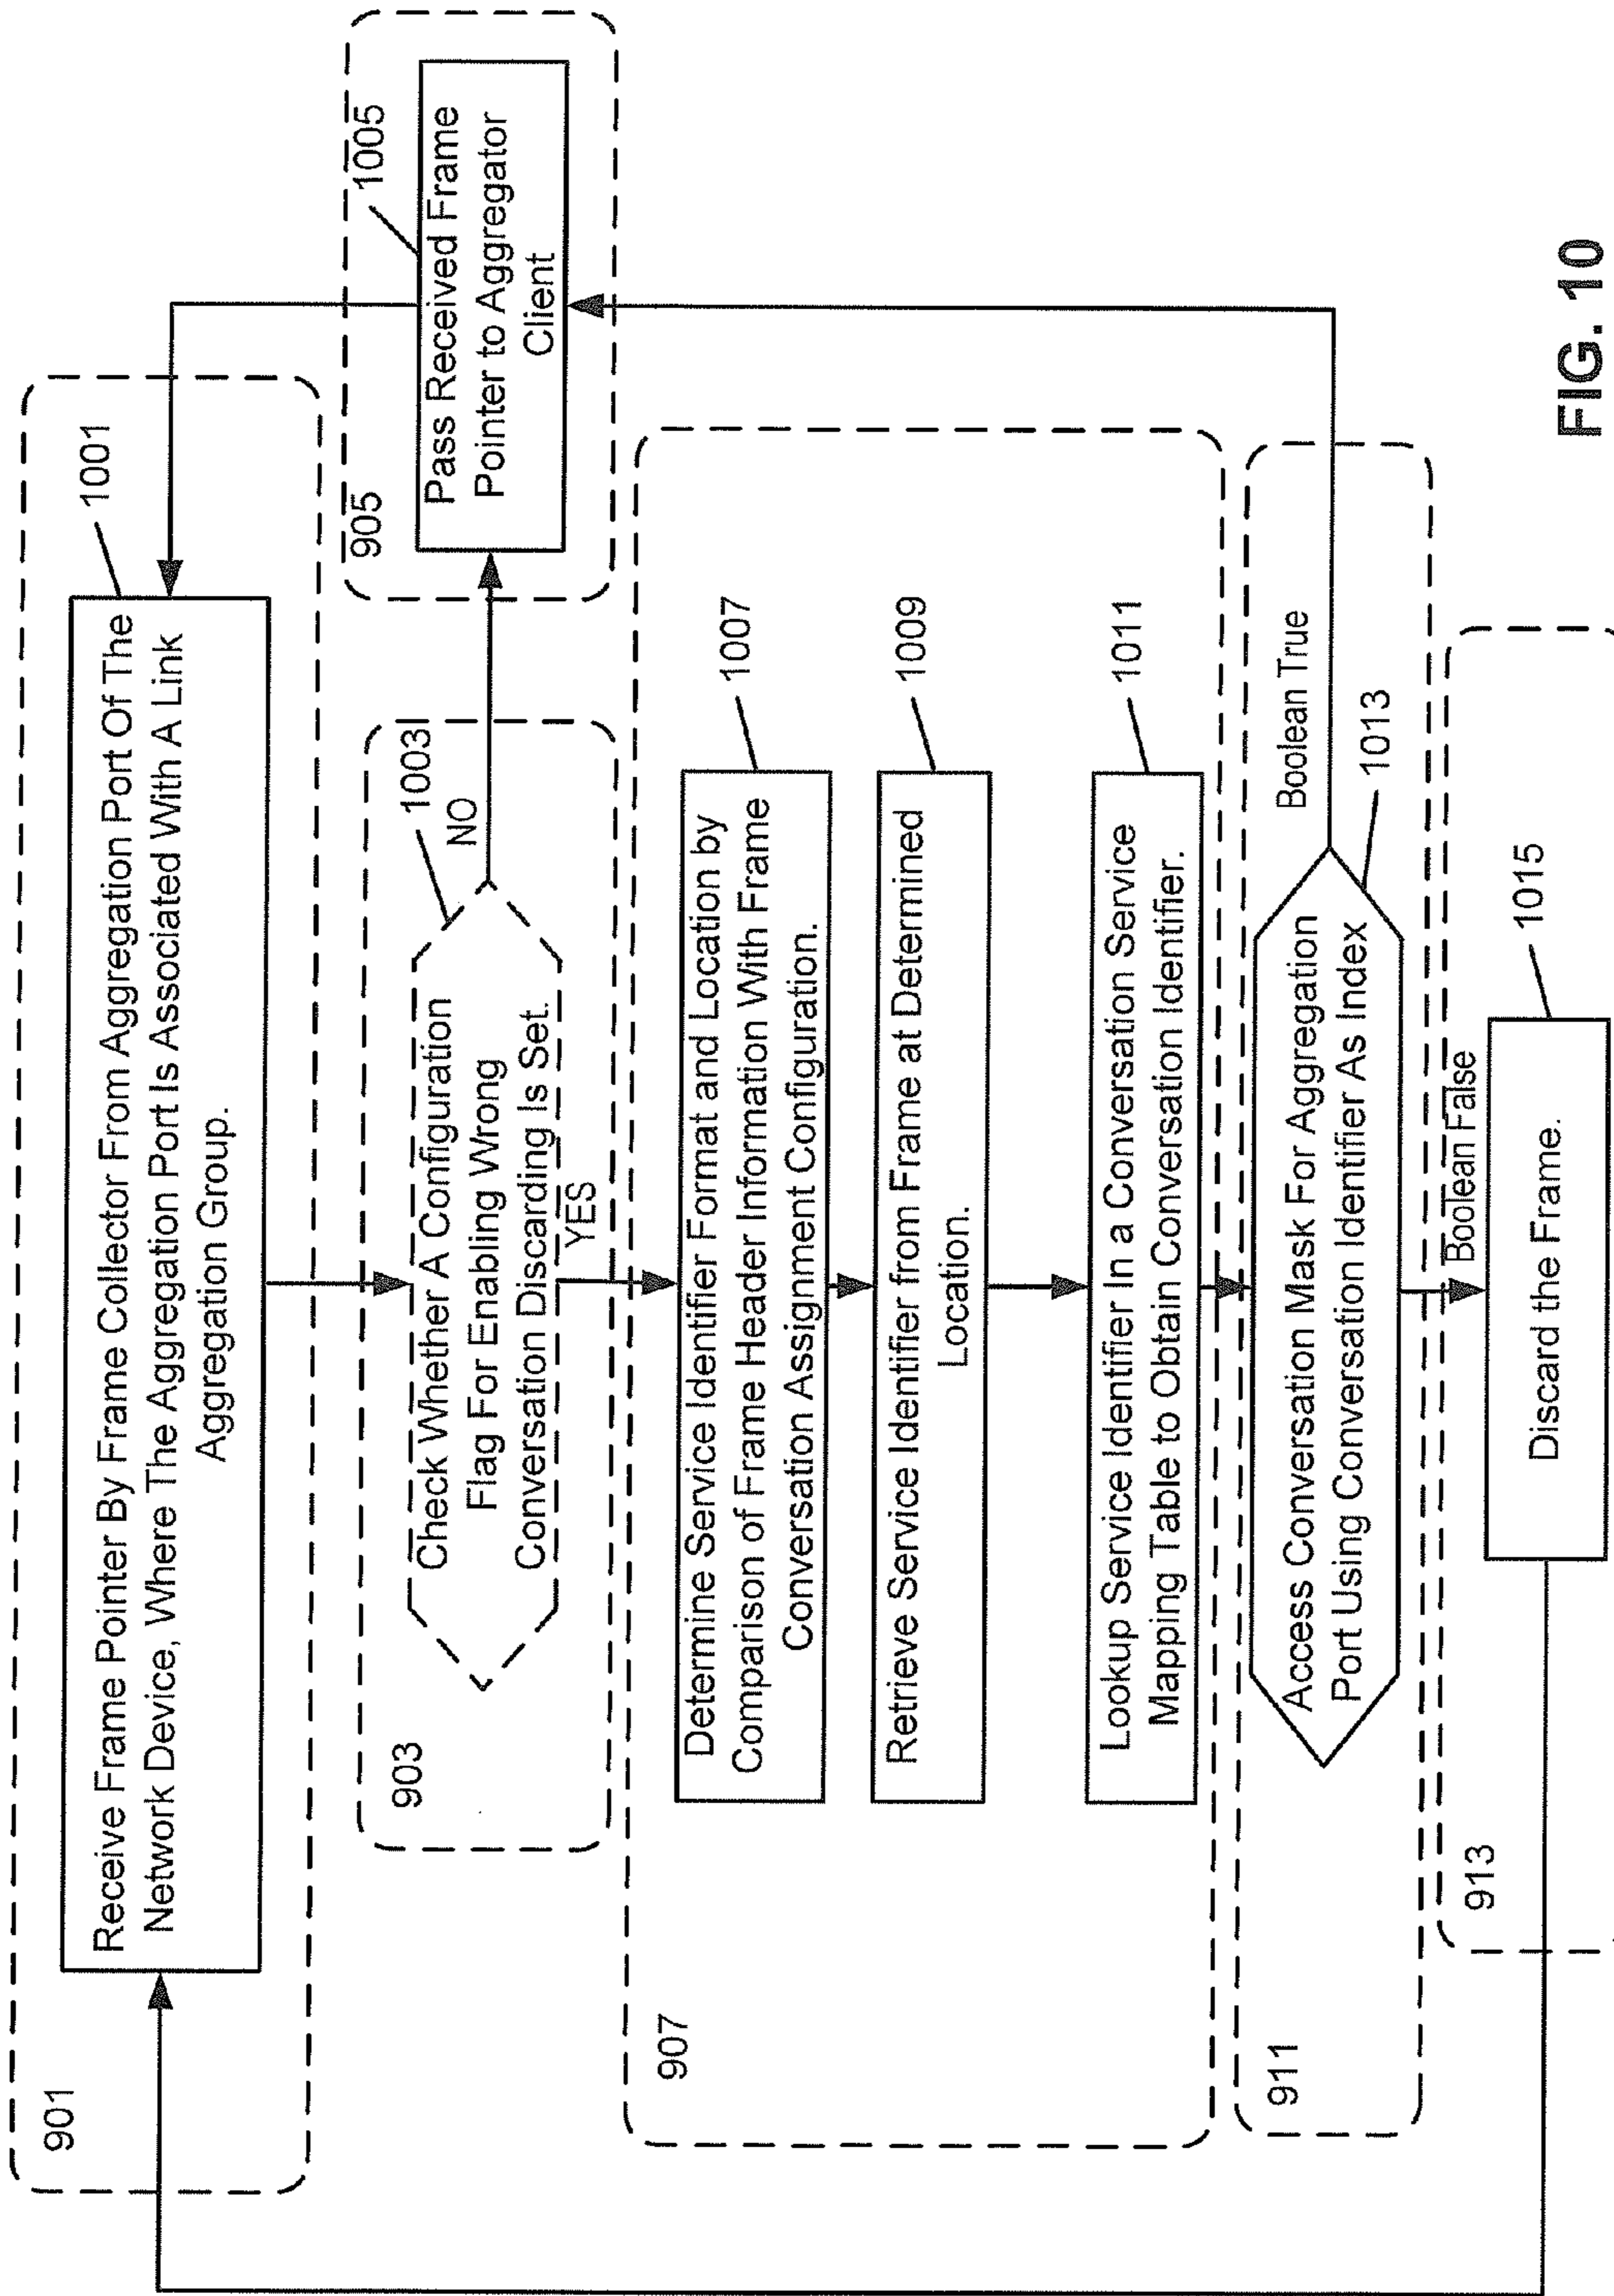 901
1001
Receive Frame Pointer By Frame Collector From Aggregation Port Of The
Network Device, Where The Aggregation Port Is Associated With A Link
Aggregation Group.
903
1003
Check Whether A Configuration
Flag For Enabling Wrong
Conversation Discarding Is Set.
NO
YES
905
1005
Pass Received Frame
Pointer to Aggregator
Client
907
1007
Determine Service Identifier Format and Location by
Comparison of Frame Header Information With Frame
Conversation Assignment Configuration.
1009
Retrieve Service Identifier from Frame at Determined
Location.
1011
Lookup Service Identifier In a Conversation Service
Mapping Table to Obtain Conversation Identifier.
911
Boolean True
1013
Access Conversation Mask For Aggregation
Port Using Conversation Identifier As Index
Boolean False
913
1015
Discard the Frame.
FIG. 10